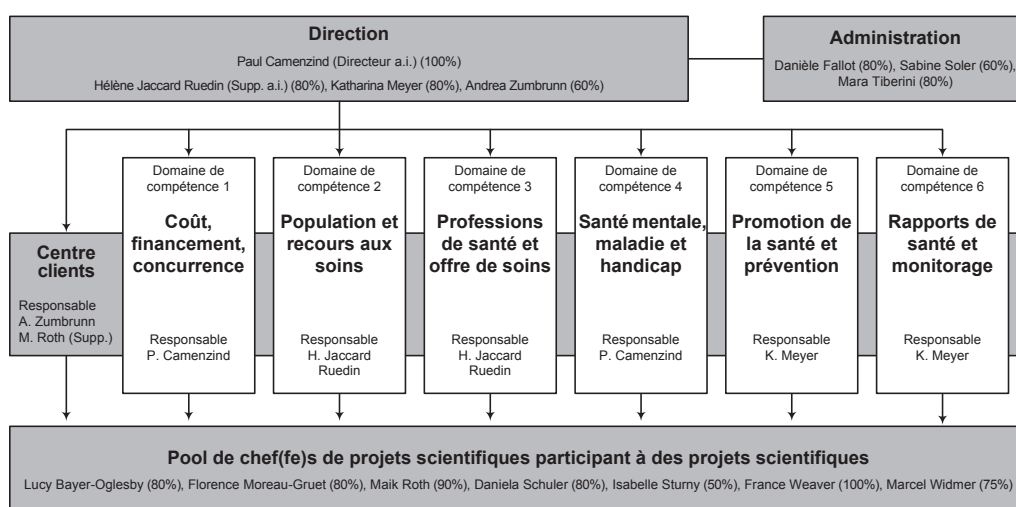 Direction
Paul Camenzind (Directeur a.i.) (100%)
Hélène Jaccard Ruedin (Supp. a.i.) (80%), Katharina Meyer (80%), Andrea Zumbrunn (60%)
Administration
Danièle Fallot (80%), Sabine Soler (60%),
Mara Tiberini (80%)
Centre
clients
Responsable
A. Zumbrunn
M. Roth (Supp.)
Domaine de
compétence 1
Coût,
financement,
concurrence
Responsable
P. Camenzind
Domaine de
compétence 2
Population et
recours aux
soins
Responsable
H. Jaccard
Ruedin
Domaine de
compétence 3
Professions
de santé et
offre de soins
Responsable
H. Jaccard
Ruedin
Domaine de
compétence 4
Santé mentale,
maladie et
handicap
Responsable
P. Camenzind
Domaine de
compétence 5
Promotion de
la santé et
prévention
Responsable
K. Meyer
Domaine de
compétence 6
Rapports de
santé et
monitorage
Responsable
K. Meyer
Pool de chef(fe)s de projets scientifiques participant à des projets scientifiques
Lucy Bayer-Oglesby (80%), Florence Moreau-Gruet (80%), Maik Roth (90%), Daniela Schuler (80%), Isabelle Sturny (50%), France Weaver (100%), Marcel Widmer (75%)